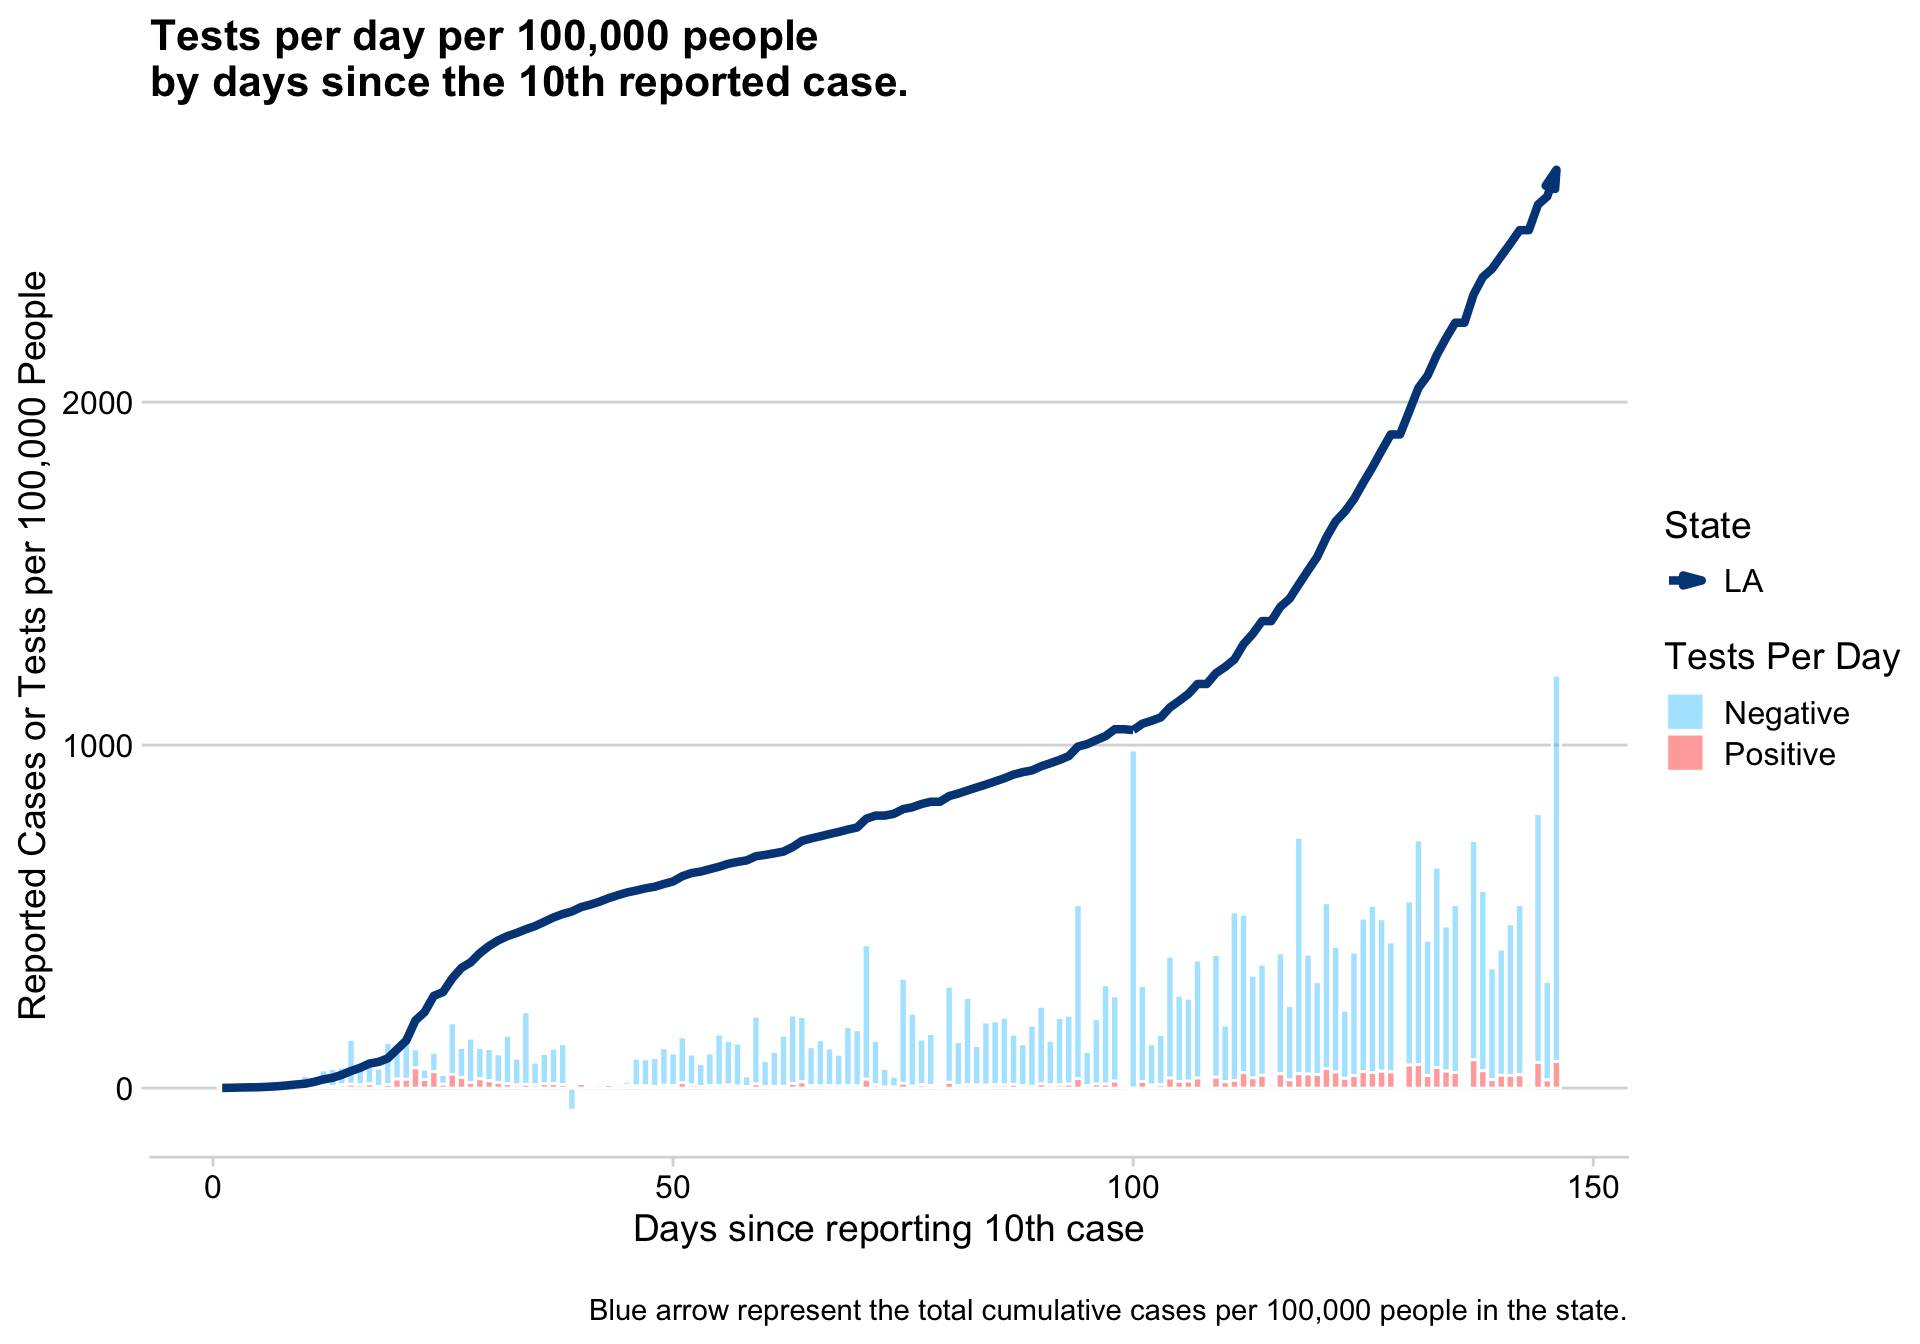 Tests per day per 100,000 people
by days since the 10th reported case.
Reported Cases or Tests per 100,000 People
2000
1000
0
0
50
100
150
Days since reporting 10th case
State
LA
Tests Per Day
Negative
Positive
Blue arrow represent the total cumulative cases per 100,000 people in the state.